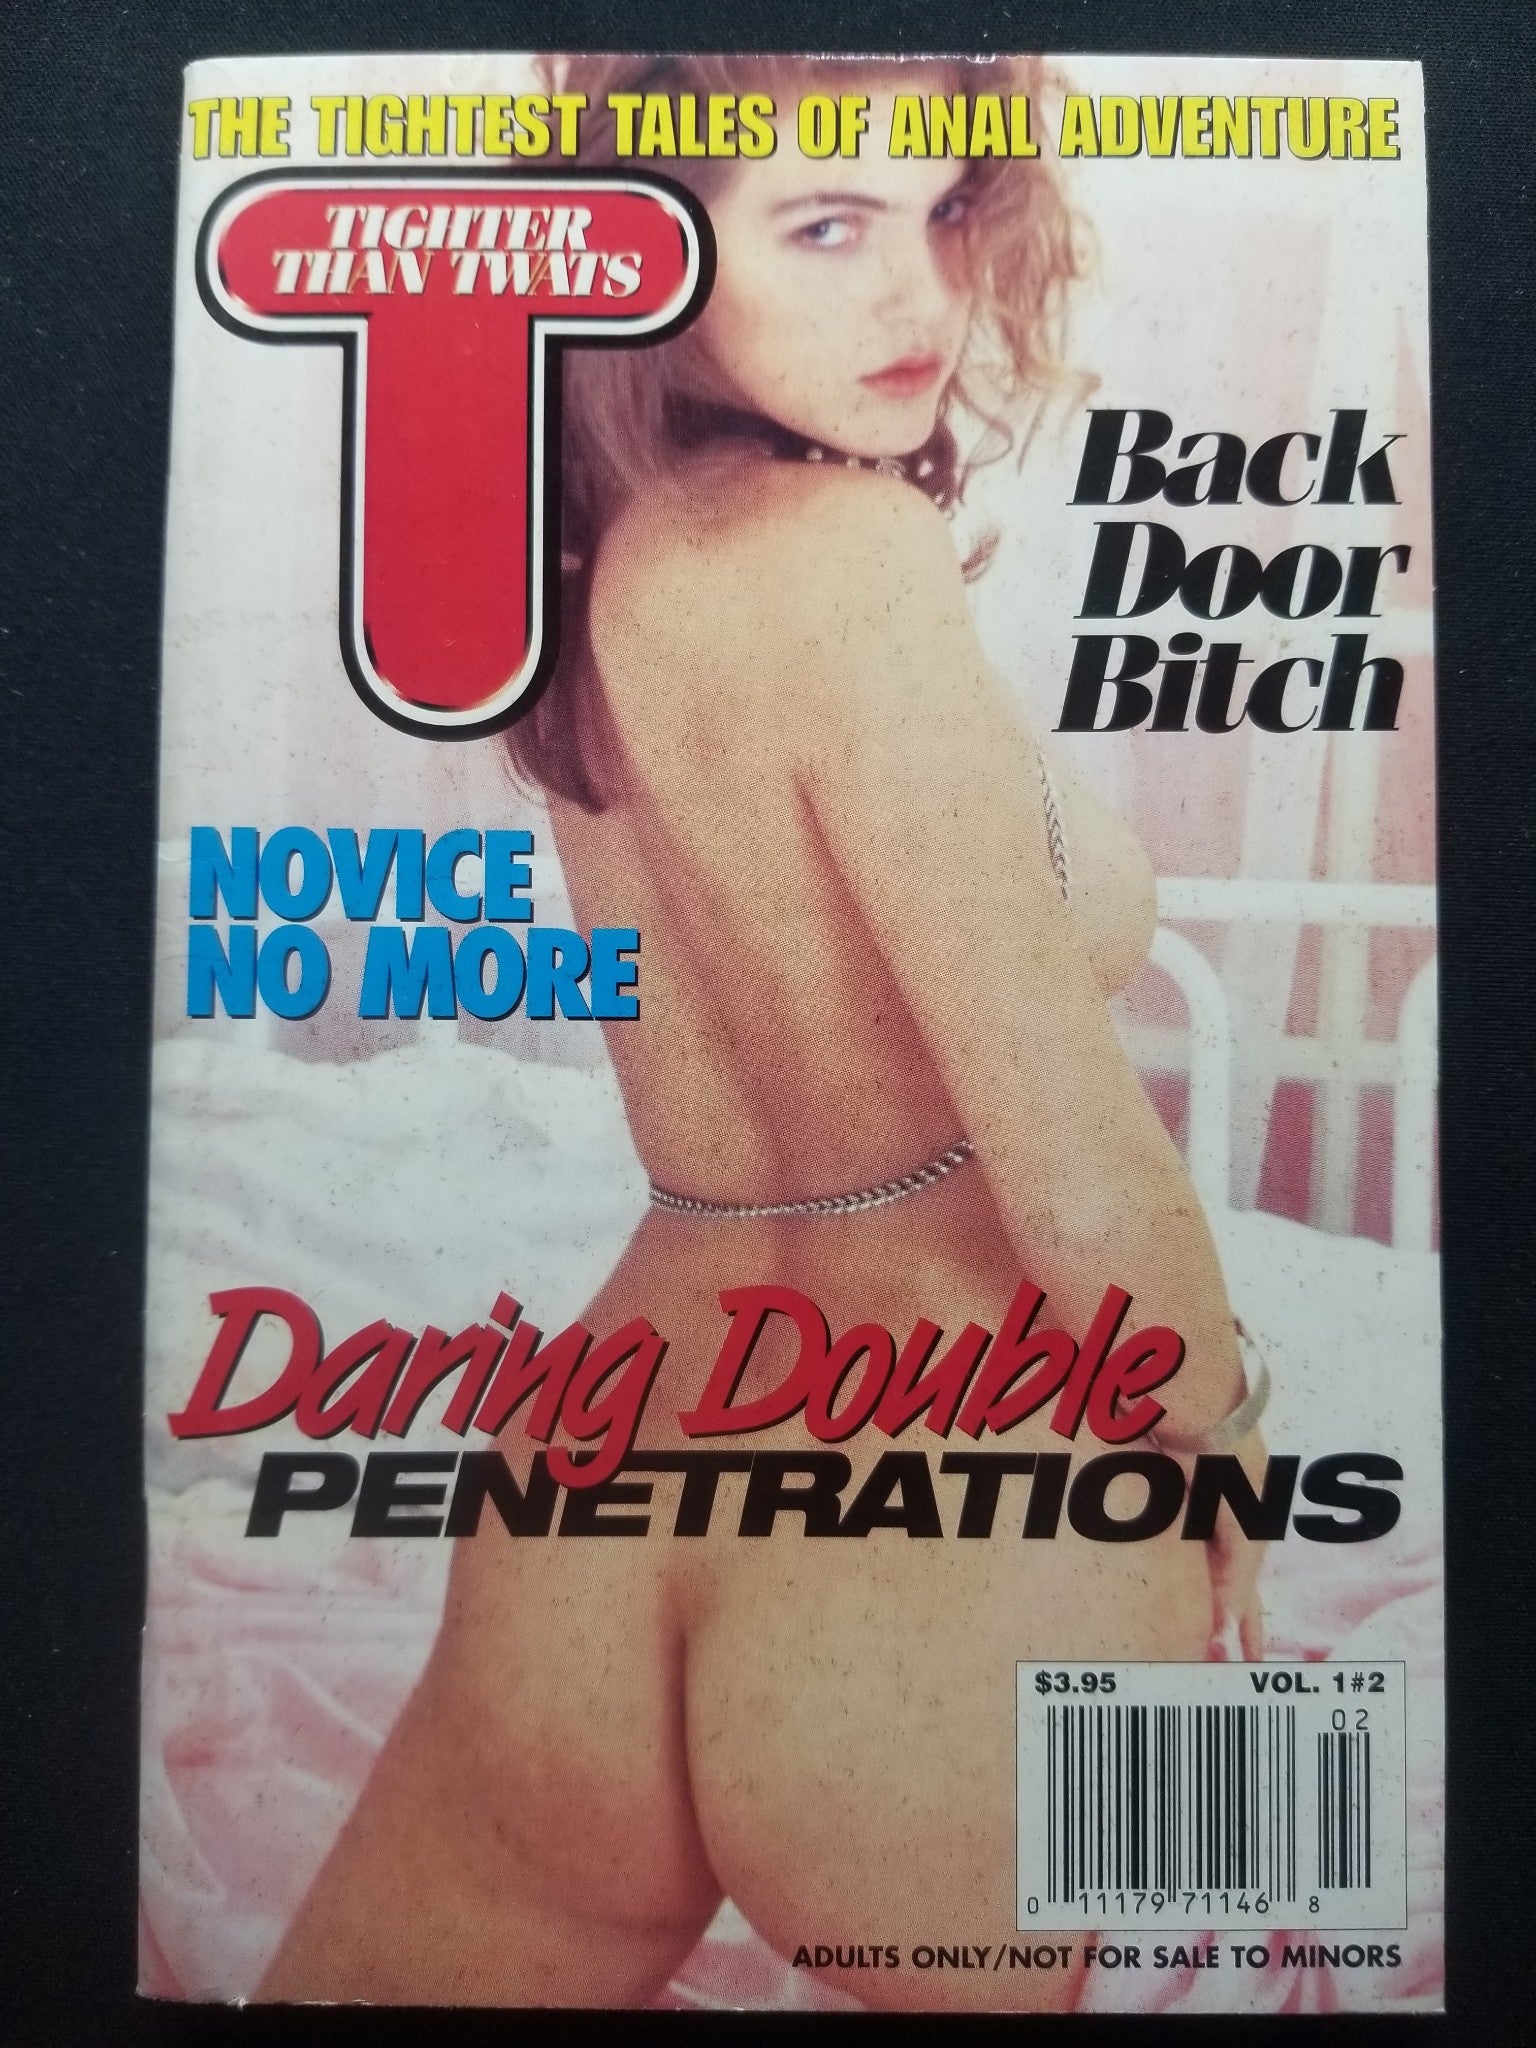 THE TIGHTEST TALES OF ANAL ADVENTURE
TIGHTER
THAN TWATS
T
Back
Door
Bitch
NOVICE
NO MORE
Daring Double
PENETRATIONS
$3.95 VOL. 1#2
02
0 11179 71146 8
ADULTS ONLY/NOT FOR SALE TO MINORS